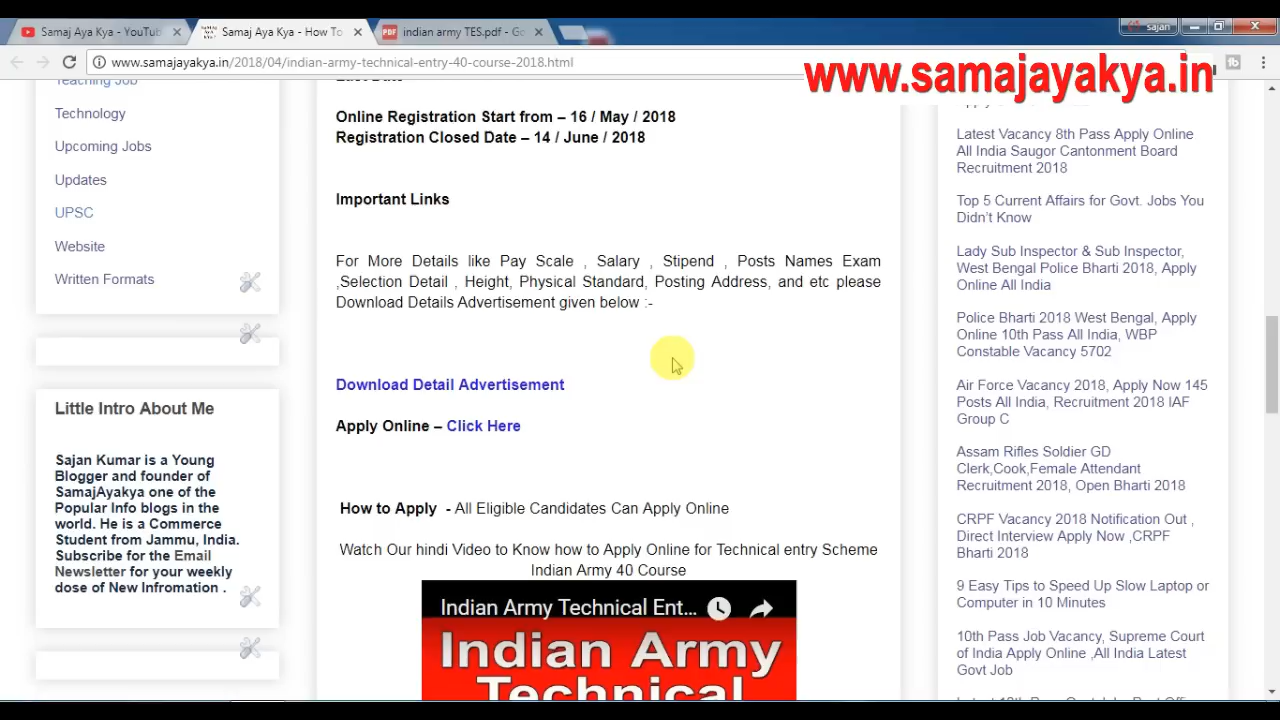 Samaj Aya Kya - YouTub
Samaj Aya Kya - How To
PDF
indian army TES.pdf - Go
sajan
www.samajayakya.in/2018/04/indian-army-technical-entry-40-course-2018.html
www.samajayakya.in
Teaching Job
Technology
Upcoming Jobs
Updates
UPSC
Website
Written Formats
Little Intro About Me
Sajan Kumar is a Young
Blogger and founder of
SamajAyakya one of the
Popular Info blogs in the
world. He is a Commerce
Student from Jammu, India.
Subscribe for the Email
Newsletter for your weekly
dose of New Infromation .
Online Registration Start from – 16 / May / 2018
Registration Closed Date – 14 / June / 2018
Important Links
For More Details like Pay Scale , Salary , Stipend , Posts Names Exam
,Selection Detail , Height, Physical Standard, Posting Address, and etc please
Download Details Advertisement given below :-
Download Detail Advertisement
Apply Online – Click Here
How to Apply - All Eligible Candidates Can Apply Online
Watch Our hindi Video to Know how to Apply Online for Technical entry Scheme
Indian Army 40 Course
Indian Army Technical Ent...
Indian Army
Technical
Latest Vacancy 8th Pass Apply Online
All India Saugor Cantonment Board
Recruitment 2018
Top 5 Current Affairs for Govt. Jobs You
Didn’t Know
Lady Sub Inspector & Sub Inspector,
West Bengal Police Bharti 2018, Apply
Online All India
Police Bharti 2018 West Bengal, Apply
Online 10th Pass All India, WBP
Constable Vacancy 5702
Air Force Vacancy 2018, Apply Now 145
Posts All India, Recruitment 2018 IAF
Group C
Assam Rifles Soldier GD
Clerk,Cook,Female Attendant
Recruitment 2018, Open Bharti 2018
CRPF Vacancy 2018 Notification Out ,
Direct Interview Apply Now ,CRPF
Bharti 2018
9 Easy Tips to Speed Up Slow Laptop or
Computer in 10 Minutes
10th Pass Job Vacancy, Supreme Court
of India Apply Online ,All India Latest
Govt Job